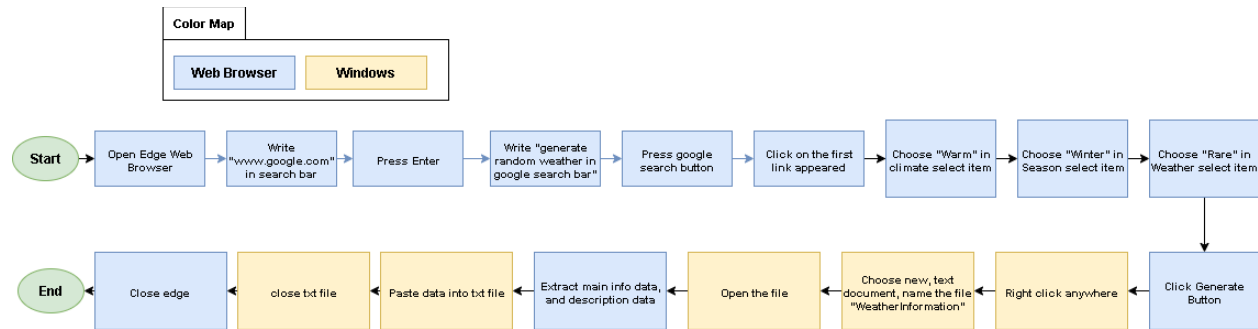 Color Map
Web Browser
Windows
Start
Open Edge Web
Browser
Write
"www.google.com"
in search bar
Press Enter
Write "generate
random weather in
google search bar"
Press google
search button
Click on the first
link appeared
Choose "Warm" in
climate select item
Choose "Winter" in
Season select item
Choose "Rare" in
Weather select item
End
Close edge
close txt file
Paste data into txt file
Extract main info data,
and description data
Open the file
Choose new, text
document, name the file
"WeatherInformation"
Right click anywhere
Click Generate
Button